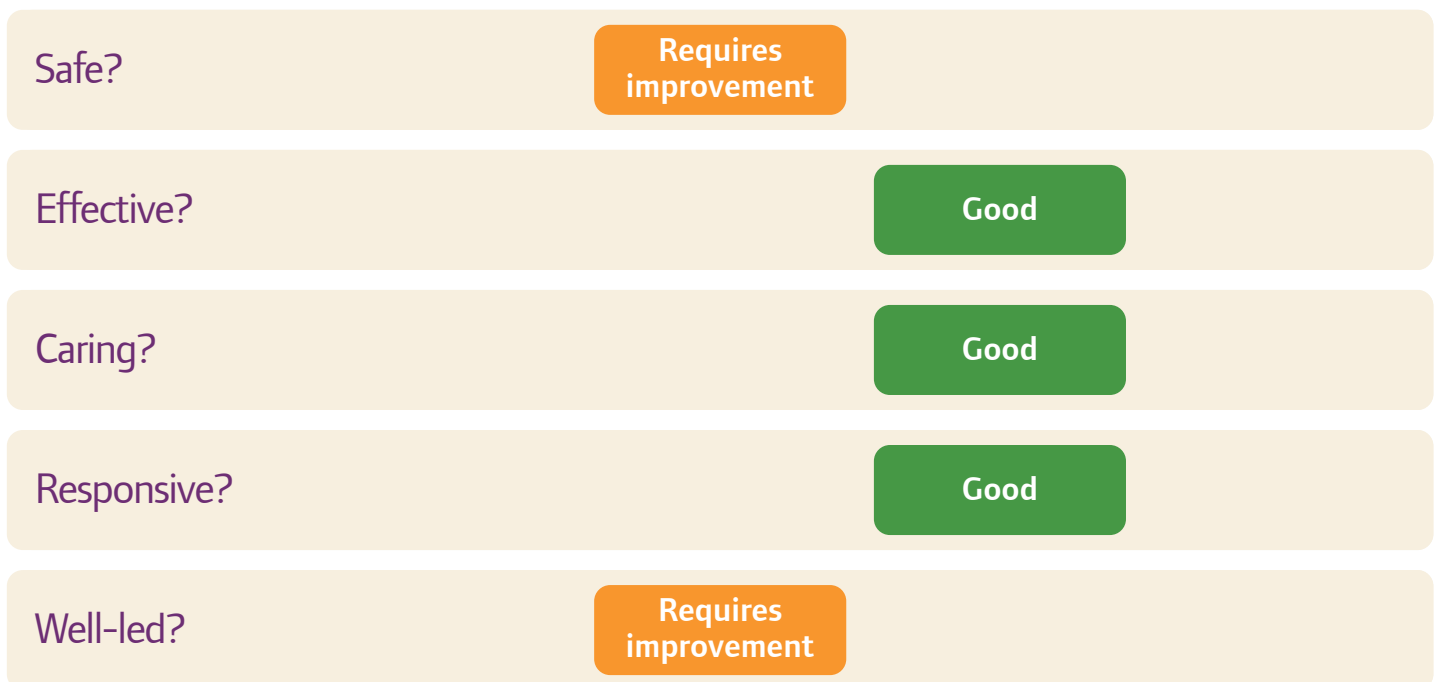 Safe?
Requires
improvement
Effective?
Good
Caring?
Good
Responsive?
Good
Well-led?
Requires
improvement